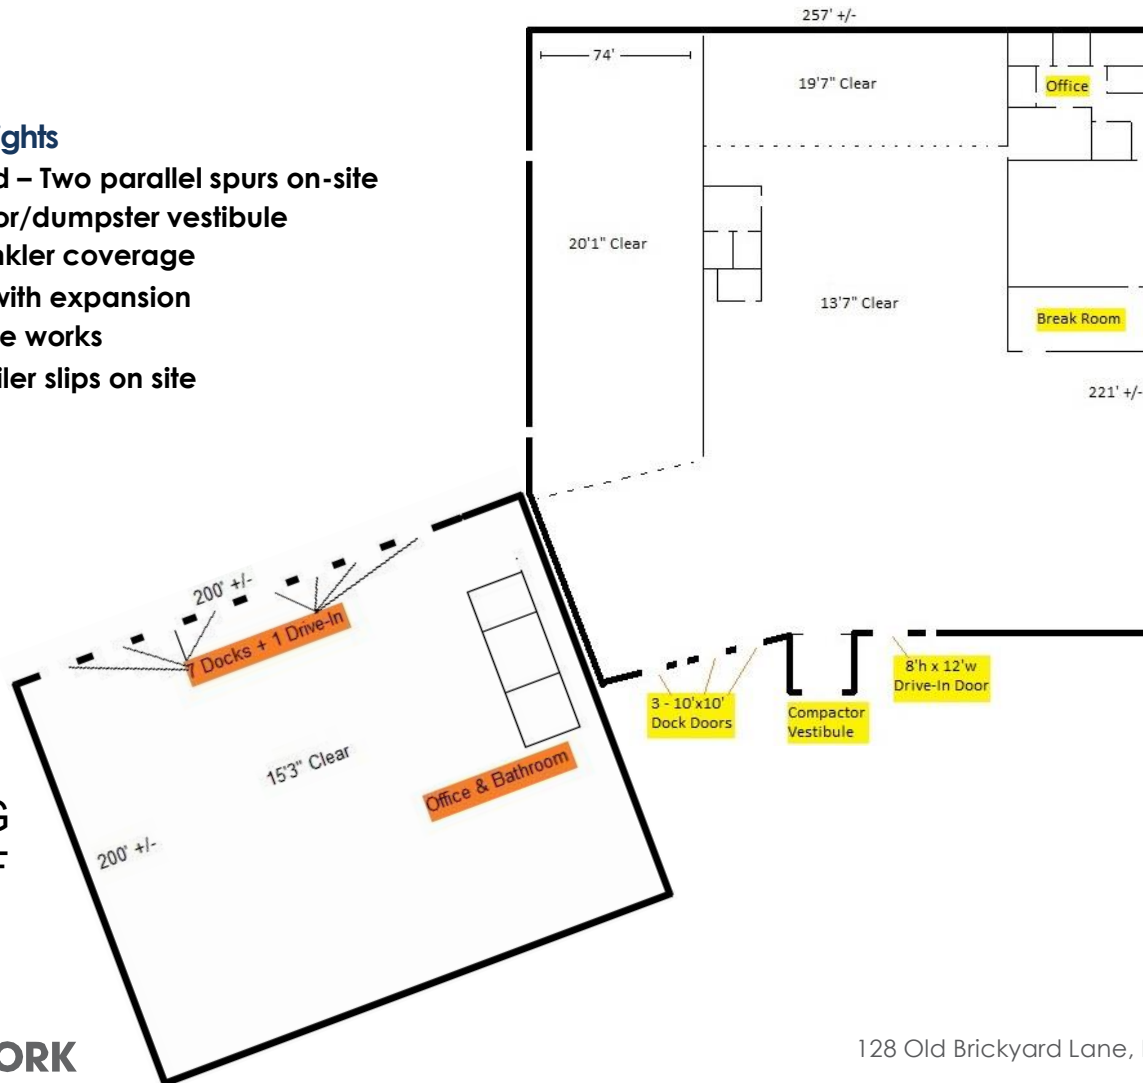 257' +/-
74'
19'7" Clear
Office
ights
d – Two parallel spurs on-site
or/dumpster vestibule
nkler coverage
with expansion
e works
iler slips on site
20'1" Clear
13'7" Clear
Break Room
221' +/-
200' +/-
7 Docks + 1 Drive-In
8'h x 12'w
Drive-In Door
3 - 10'x10'
Dock Doors
Compactor
Vestibule
15'3" Clear
Office & Bathroom
200' +/-
G
F
ORK
128 Old Brickyard Lane,